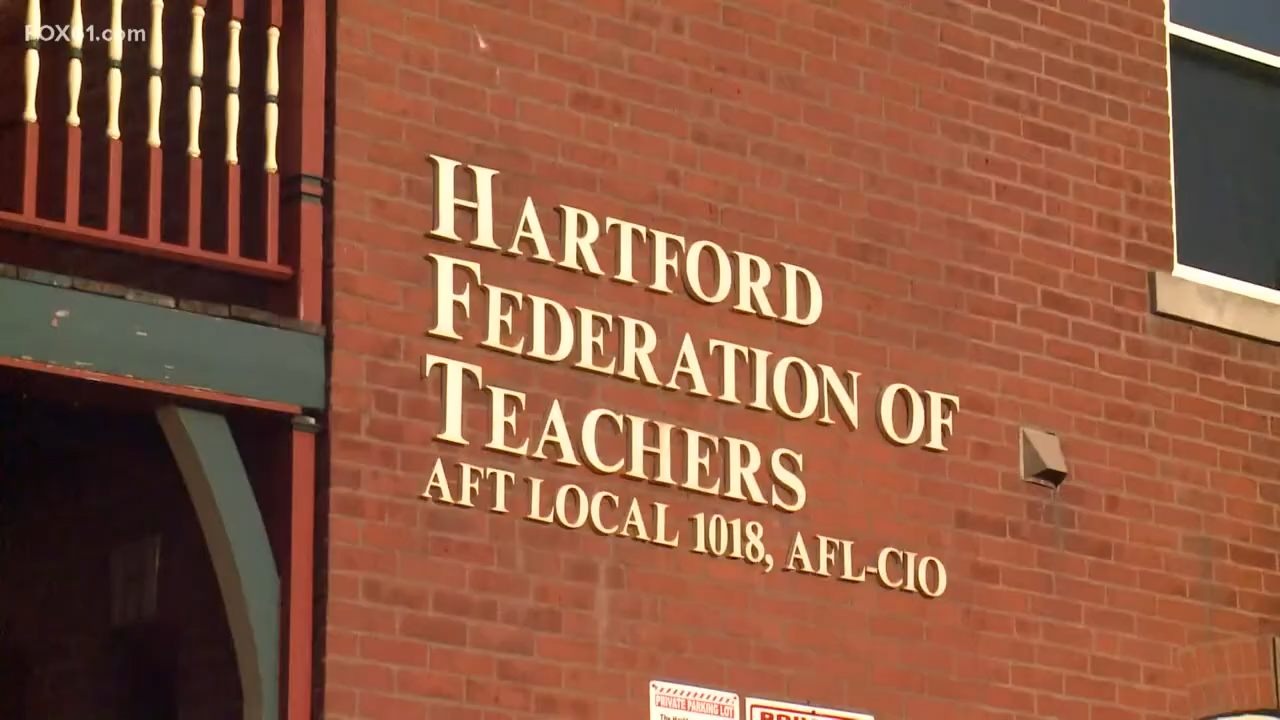 FOX61.com
HARTFORD
FEDERATION OF
TEACHERS
AFT LOCAL 1018, AFL-CIO
PRIVATE PARKING LOT